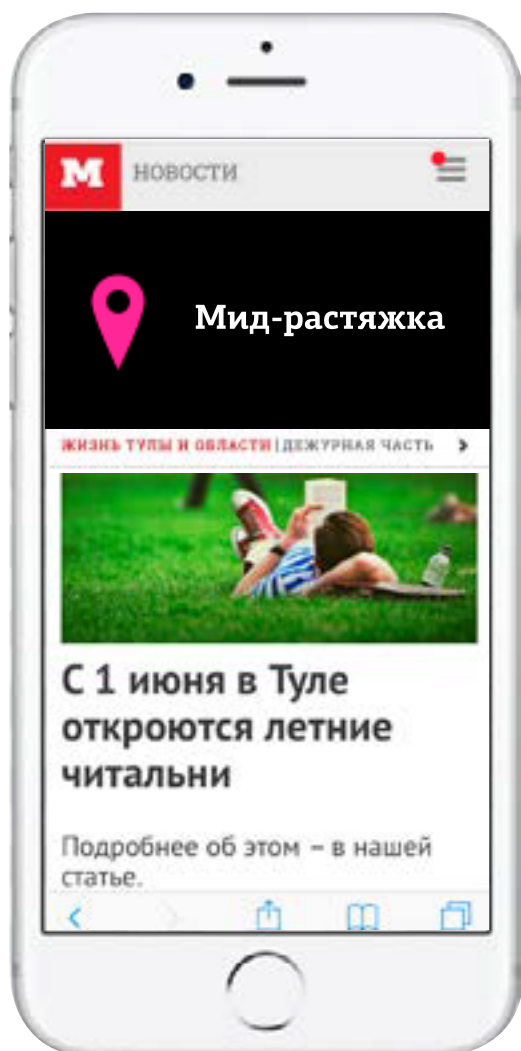 М НОВОСТИ
Мид-растяжка
ЖИЗНЬ ТУЛЫ И ОБЛАСТИ | ДЕЖУРНАЯ ЧАСТЬ
С 1 июня в Туле
откроются летние
читальни
Подробнее об этом – в нашей
статье.